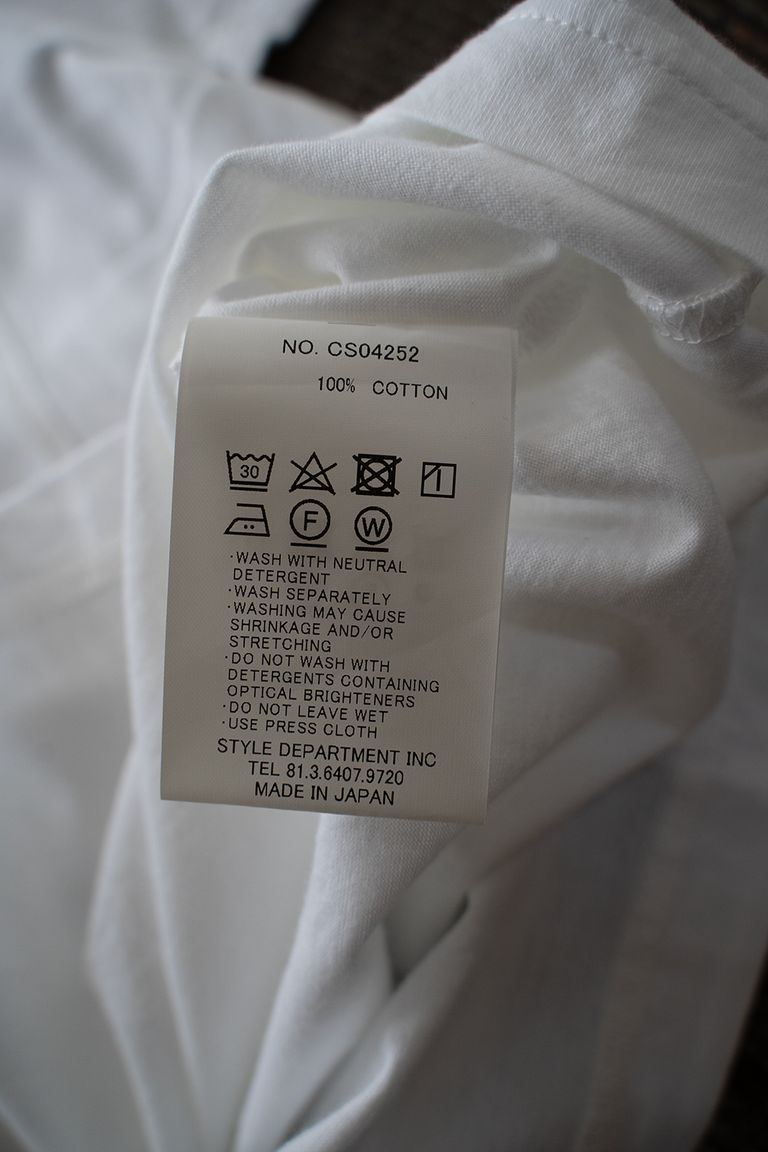 NO. CS04252
100% COTTON
30
F W
·WASH WITH NEUTRAL
DETERGENT
·WASH SEPARATELY
·WASHING MAY CAUSE
SHRINKAGE AND/OR
STRETCHING
·DO NOT WASH WITH
DETERGENTS CONTAINING
OPTICAL BRIGHTENERS
·DO NOT LEAVE WET
·USE PRESS CLOTH
STYLE DEPARTMENT INC
TEL 81.3.6407.9720
MADE IN JAPAN